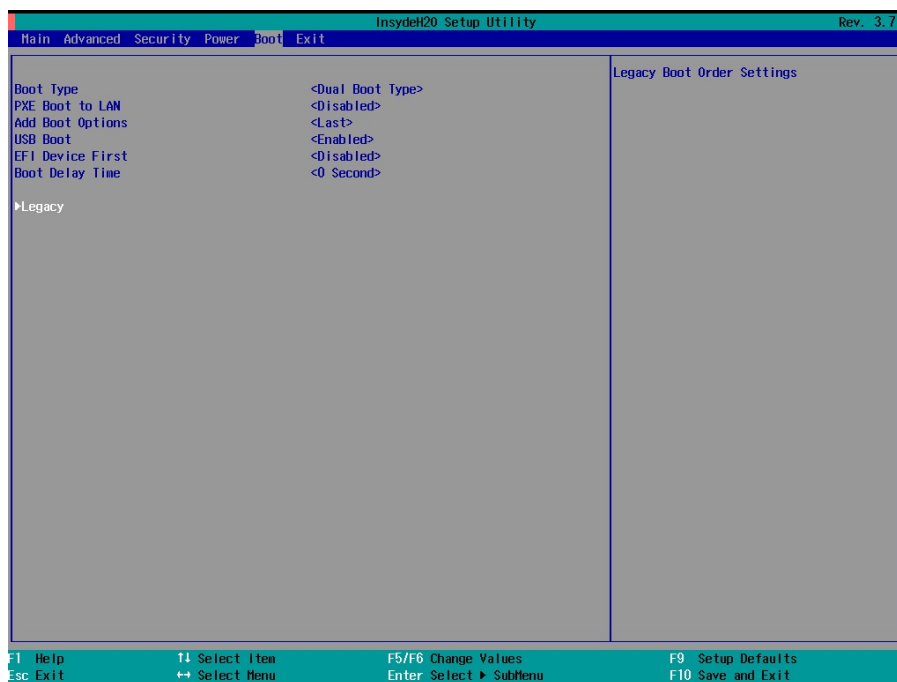 InsydeH20 Setup Utility Rev. 3.7
Main Advanced Security Power Boot Exit
Legacy Boot Order Settings
Boot Type <Dual Boot Type>
PXE Boot to LAN <Disabled>
Add Boot Options <Last>
USB Boot <Enabled>
EFI Device First <Disabled>
Boot Delay Time <0 Second>
▶Legacy
F1 Help ↑↓ Select Item F5/F6 Change Values F9 Setup Defaults
Esc Exit ↔ Select Menu Enter Select ▶ SubMenu F10 Save and Exit